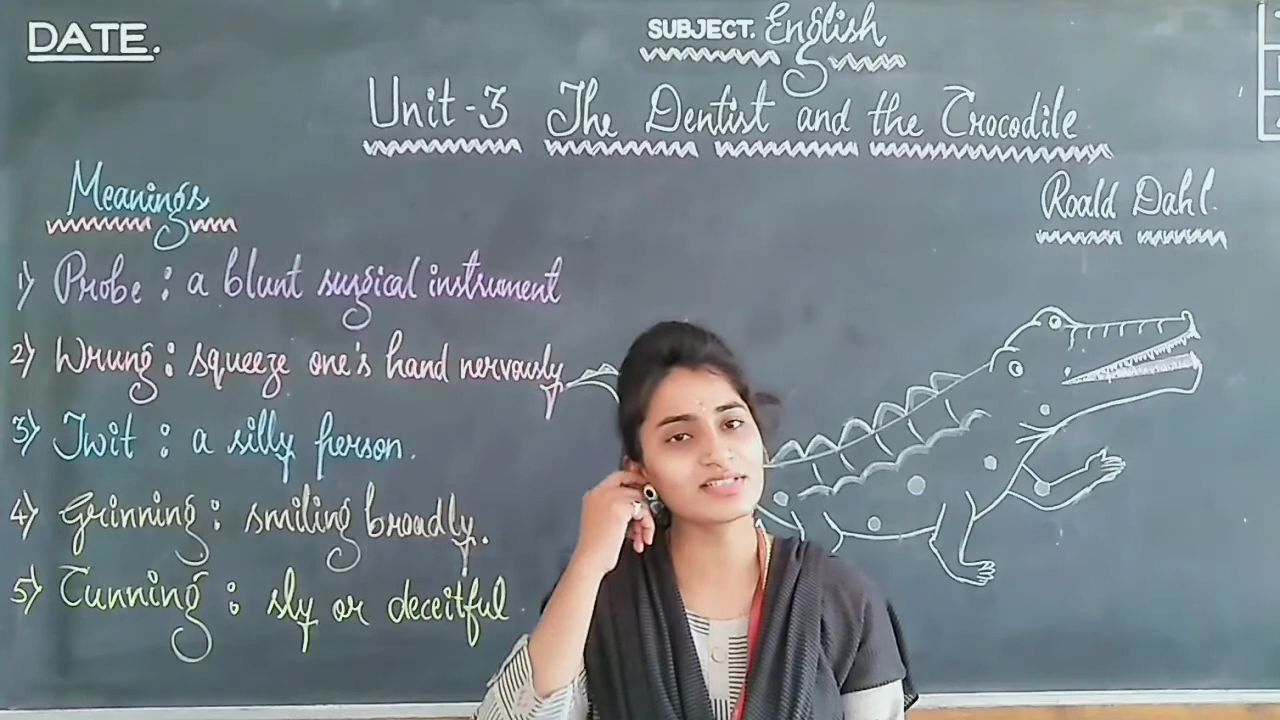 DATE.
SUBJECT. English
Unit-3 The Dentist and the Crocodile
Roald Dahl.
Meanings
1) Probe : a blunt surgical instrument
2) Wrung : squeeze one's hand nervously
3) Twit : a silly person.
4) Grinning : smiling broadly.
5) Cunning : sly or deceitful